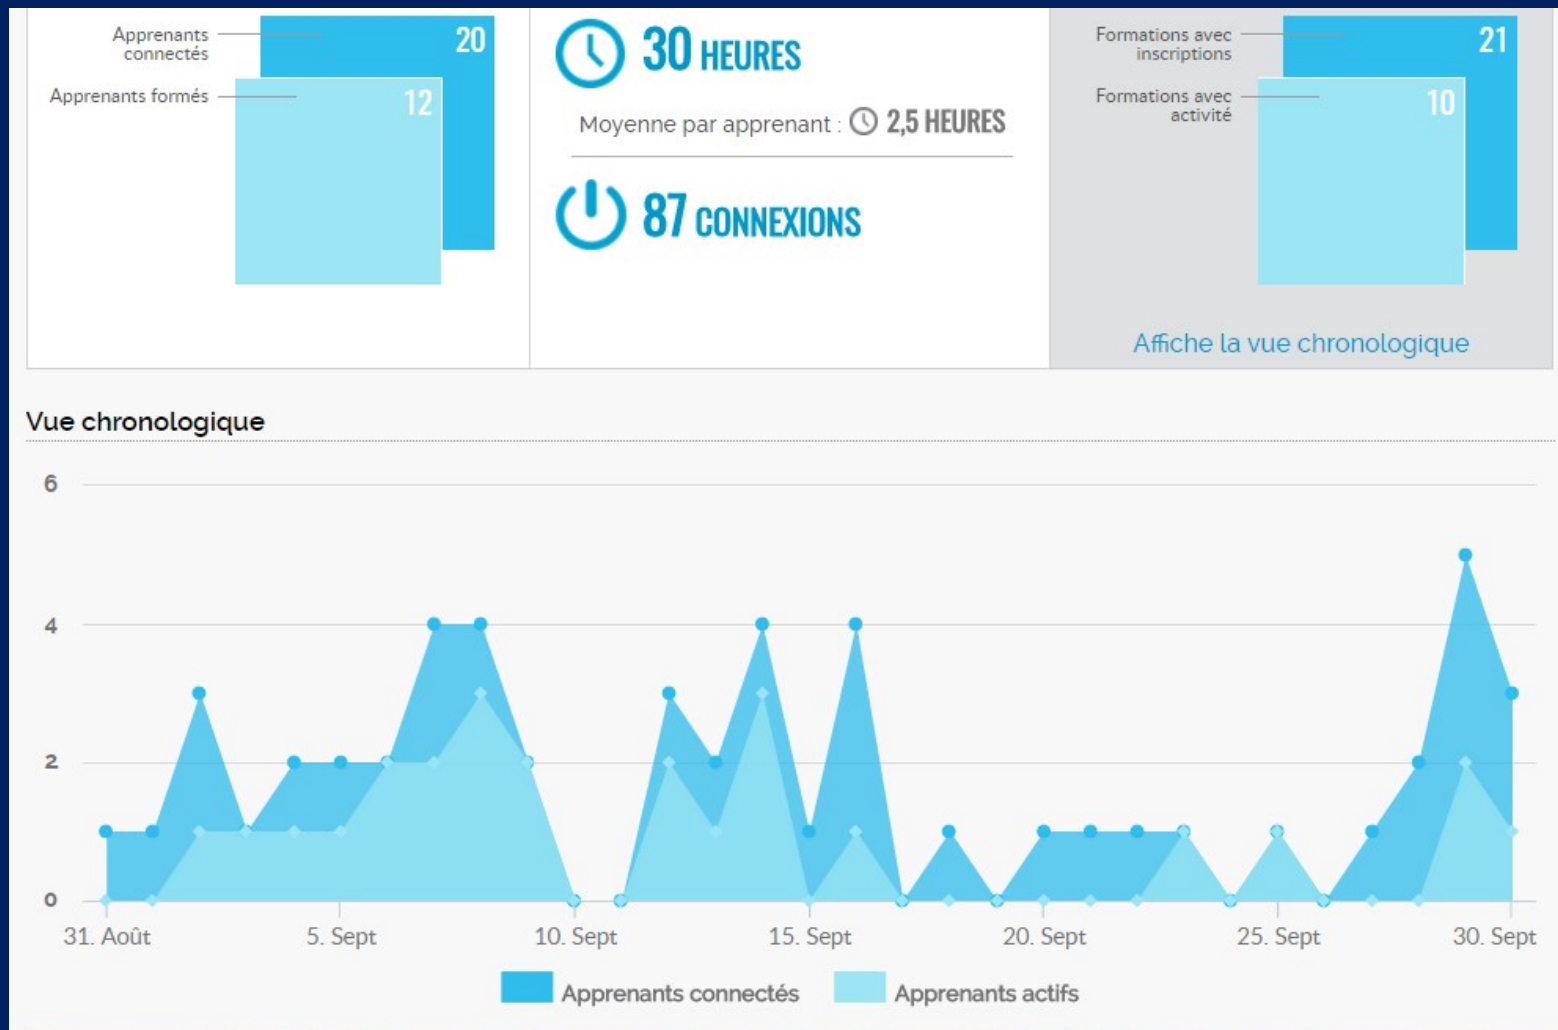 Apprenants
connectés
20
Apprenants formés
12
30 HEURES
Moyenne par apprenant : 2,5 HEURES
87 CONNEXIONS
Formations avec
inscriptions
21
Formations avec
activité
10
Affiche la vue chronologique
Vue chronologique
6
4
2
0
31. Août
5. Sept
10. Sept
15. Sept
20. Sept
25. Sept
30. Sept
Apprenants connectés
Apprenants actifs